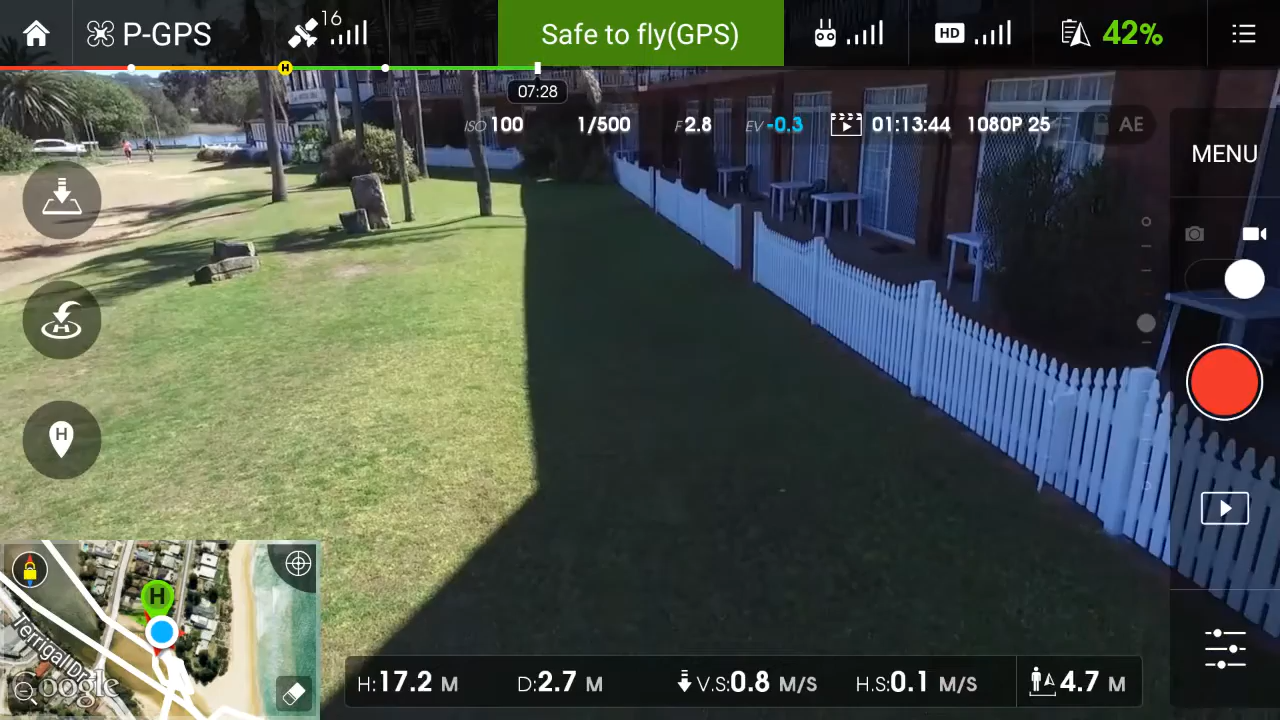 P-GPS
16
Safe to fly(GPS)
HD
42%
H
07:28
ISO 100
1/500
F 2.8
EV -0.3
01:13:44
1080P 25
AE
MENU
H
H
Terrigal Dr
Google
H:17.2 M
D:2.7 M
V.S:0.8 M/S
H.S:0.1 M/S
4.7 M